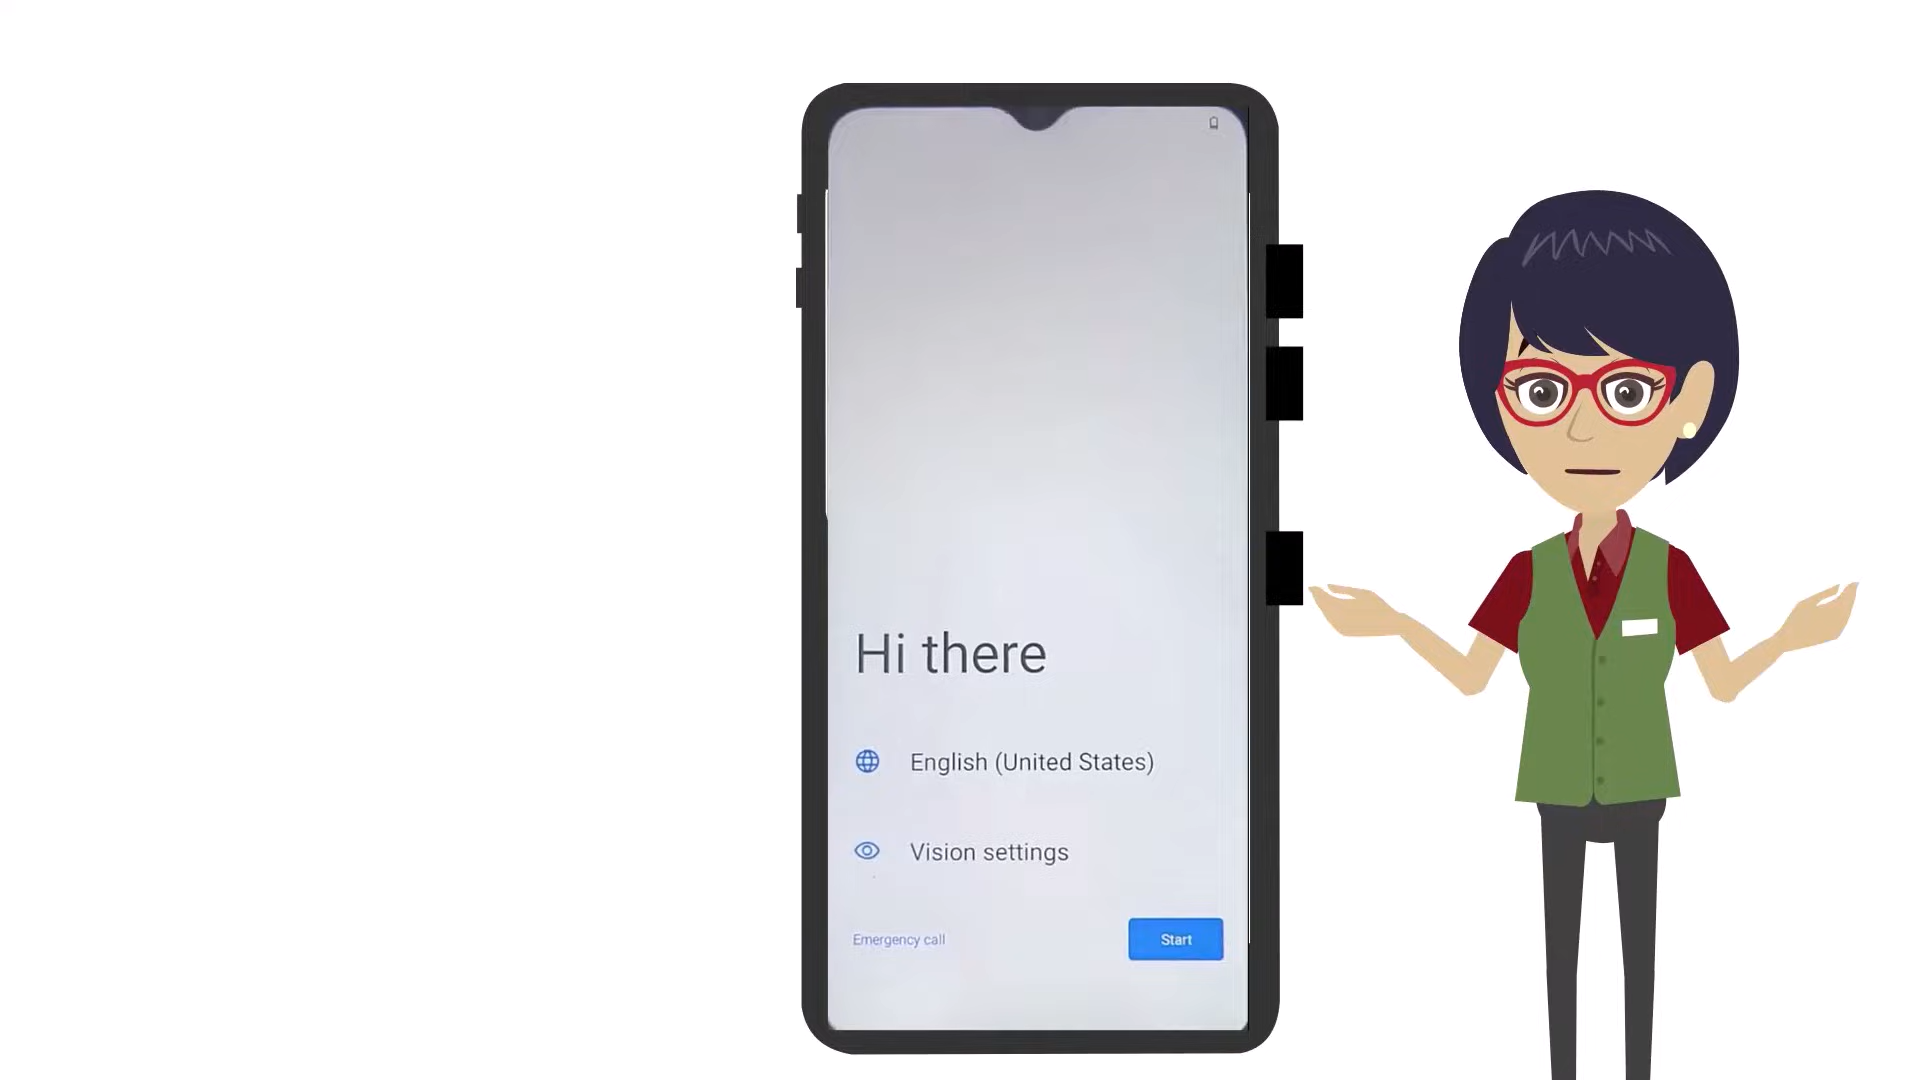 Hi there
English (United States)
Vision settings
Emergency call
Start